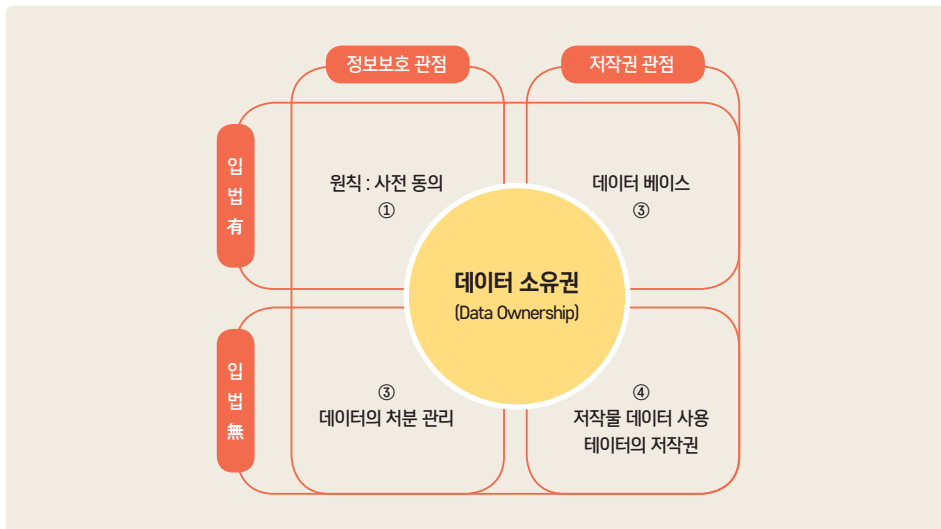 정보보호 관점
저작권 관점
입
법
有
원칙 : 사전 동의
①
데이터 베이스
③
데이터 소유권
(Data Ownership)
입
법
無
③
데이터의 처분 관리
④
저작물 데이터 사용
테이터의 저작권